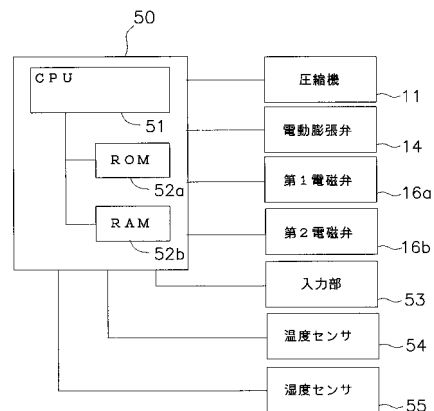 50
CPU
51
ROM
52a
RAM
52b
圧縮機
11
電動膨張弁
14
第1電磁弁
16a
第2電磁弁
16b
入力部
53
温度センサ
54
湿度センサ
55